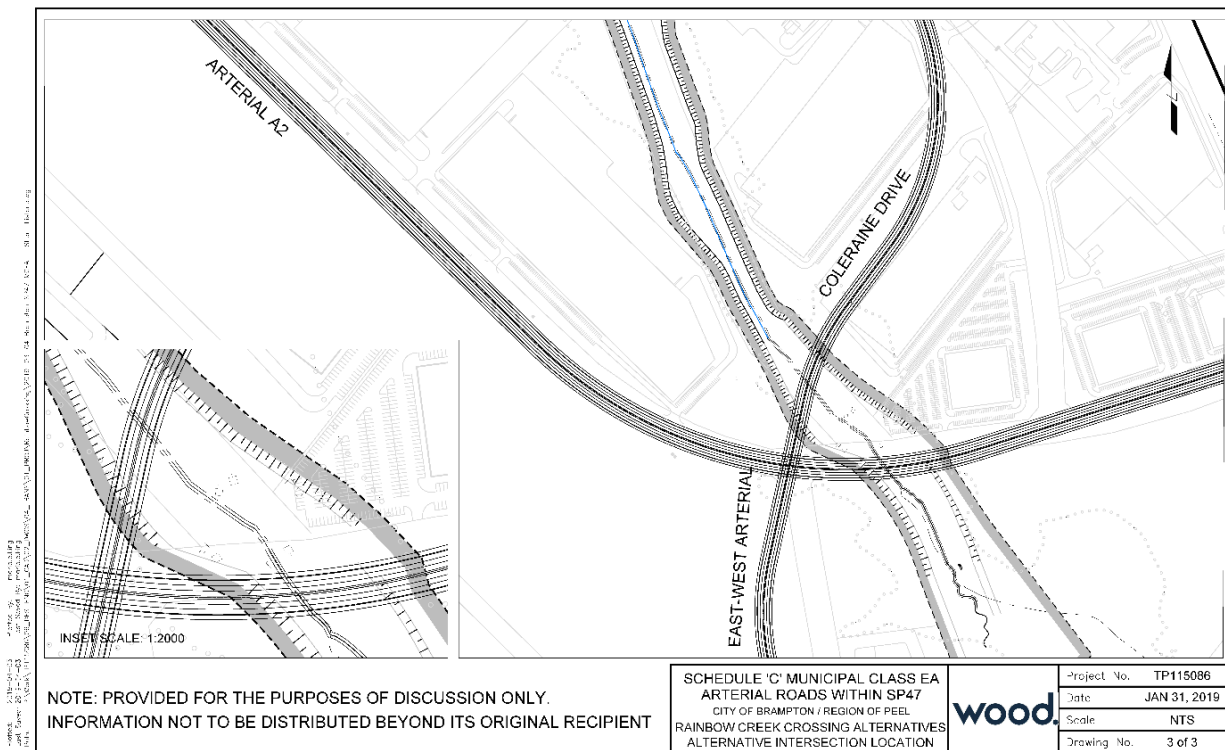 ARTERIAL A2
COLERAINE DRIVE
EAST-WEST ARTERIAL
INSET SCALE: 1:2000
NOTE: PROVIDED FOR THE PURPOSES OF DISCUSSION ONLY.
INFORMATION NOT TO BE DISTRIBUTED BEYOND ITS ORIGINAL RECIPIENT
SCHEDULE 'C' MUNICIPAL CLASS EA
ARTERIAL ROADS WITHIN SP47
CITY OF BRAMPTON / REGION OF PEEL
RAINBOW CREEK CROSSING ALTERNATIVES
ALTERNATIVE INTERSECTION LOCATION
wood.
Project No. TP115086
Date JAN 31, 2019
Scale NTS
Drawing No. 3 of 3